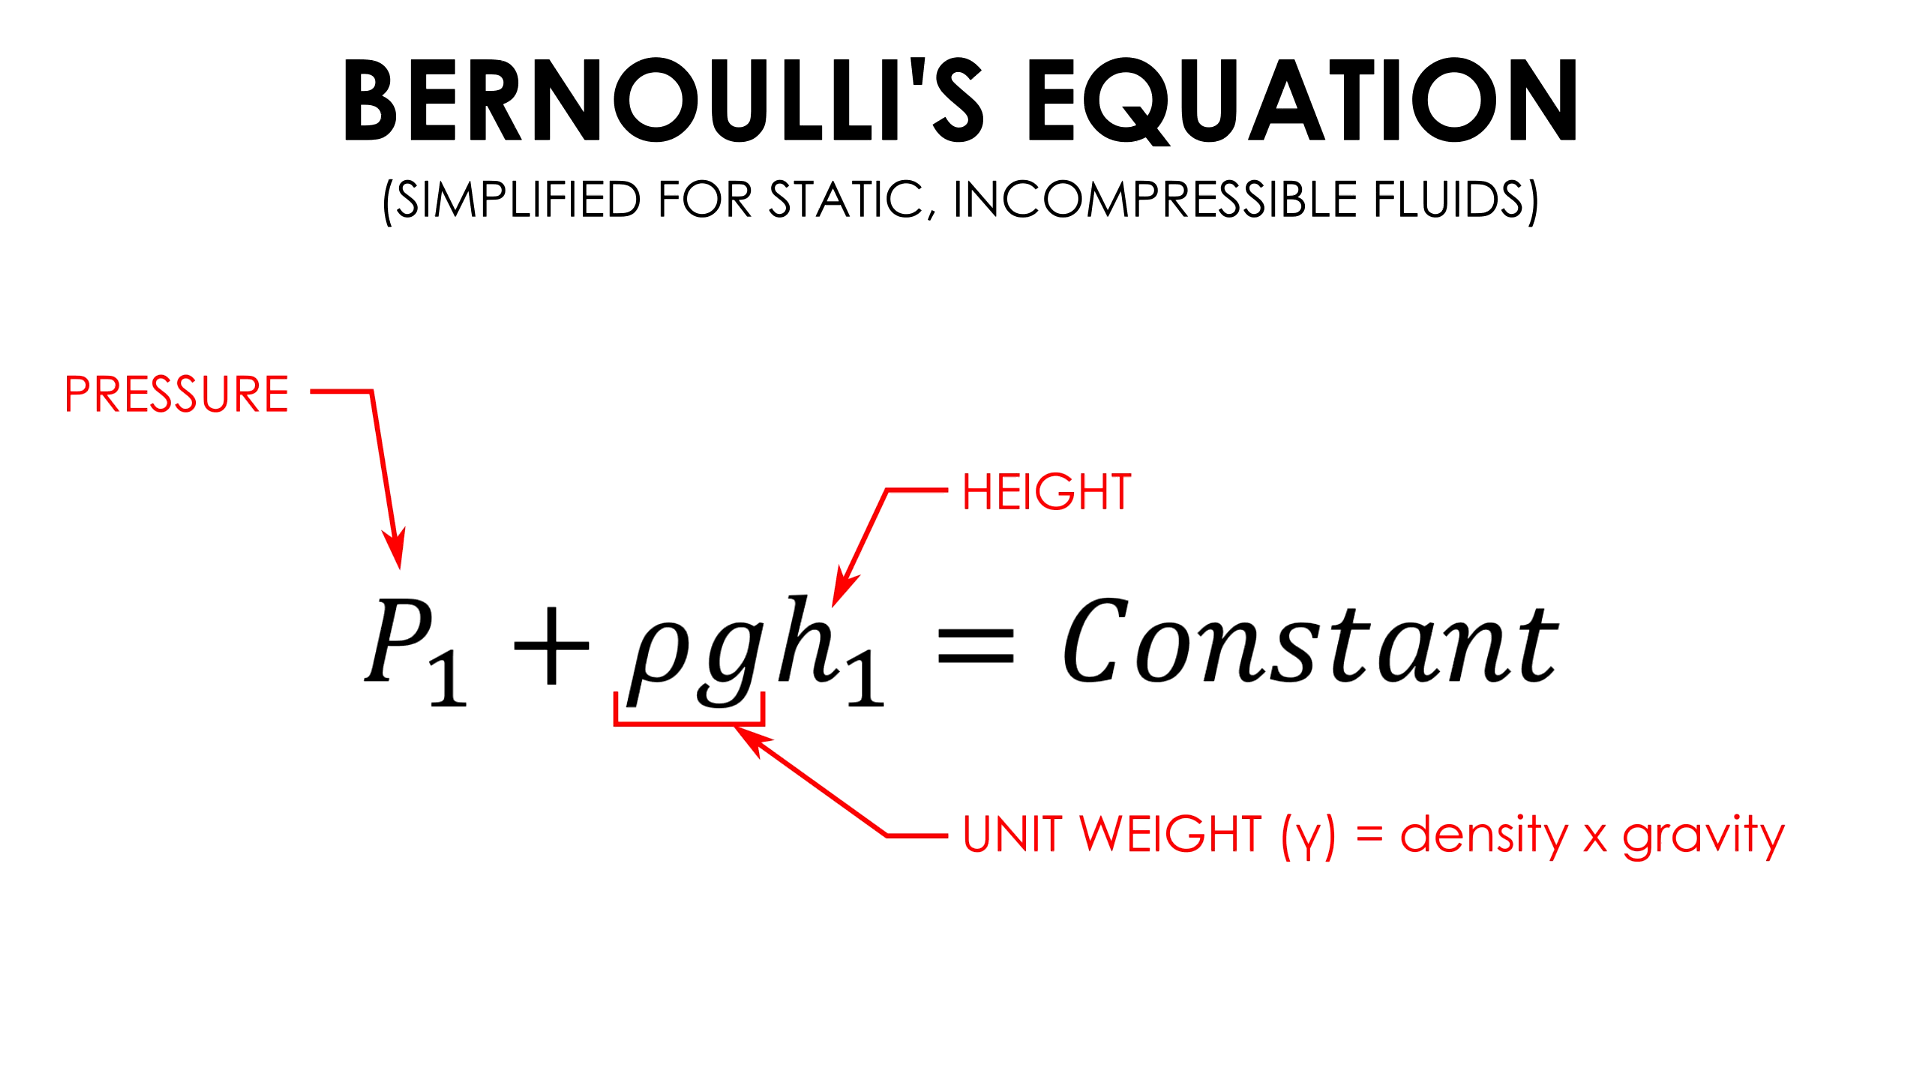 BERNOULLI'S EQUATION
(SIMPLIFIED FOR STATIC, INCOMPRESSIBLE FLUIDS)
PRESSURE
HEIGHT
P₁ + ρgh₁ = Constant
UNIT WEIGHT (γ) = density x gravity